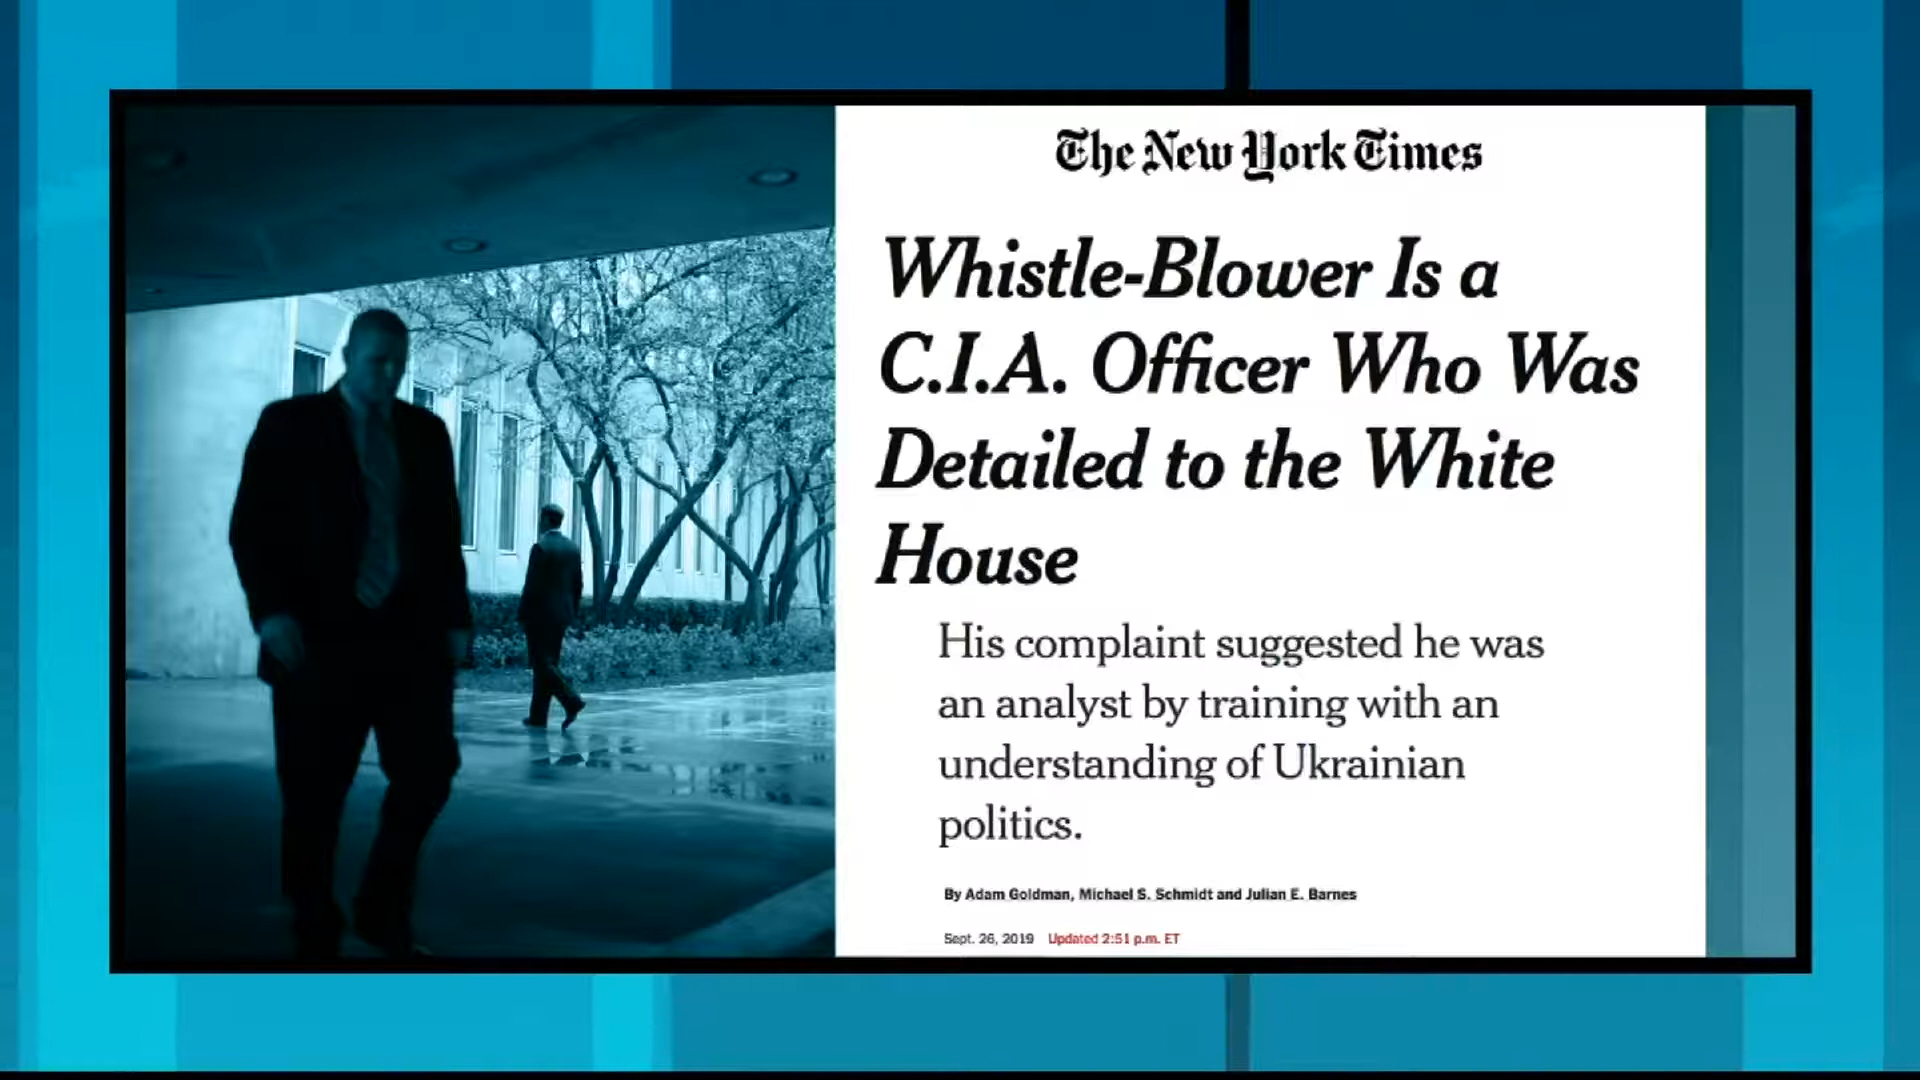 The New York Times
Whistle-Blower Is a
C.I.A. Officer Who Was
Detailed to the White
House
His complaint suggested he was
an analyst by training with an
understanding of Ukrainian
politics.
By Adam Goldman, Michael S. Schmidt and Julian E. Barnes
Sept. 26, 2019 Updated 2:51 p.m. ET